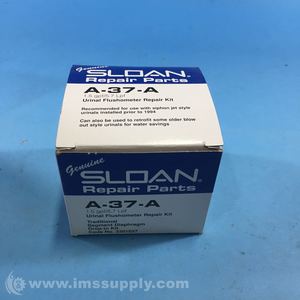 Genuine
SLOAN®
Repair Parts
A-37-A
1.5 gpf/5.7 Lpf
Urinal Flushometer Repair Kit
Recommended for use with siphon jet style
urinals installed prior to 1994
Can also be used to retrofit some older blow
out style urinals for water savings
Genuine
SLOAN®
Repair Parts
A-37-A
1.5 gpf/5.7 Lpf
Urinal Flushometer Repair Kit
Traditional
Segment Diaphragm
Drop-in Kit
Code No.
© www.imssupply.com